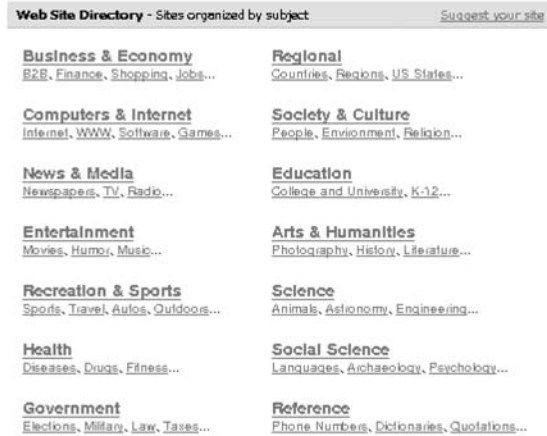 Web Site Directory - Sites organized by subject
Suggest your site
Business & Economy
B2B, Finance, Shopping, Jobs...
Computers & Internet
Internet, WWW, Software, Games...
News & Media
Newspapers, TV, Radio...
Entertainment
Movies, Humor, Music...
Recreation & Sports
Sports, Travel, Autos, Outdoors...
Health
Diseases, Drugs, Fitness...
Government
Elections, Military, Law, Taxes...
Regional
Countries, Regions, US States...
Society & Culture
People, Environment, Religion...
Education
College and University, K-12...
Arts & Humanities
Photography, History, Literature...
Science
Animals, Astronomy, Engineering...
Social Science
Languages, Archaeology, Psychology...
Reference
Phone Numbers, Dictionaries, Quotations...